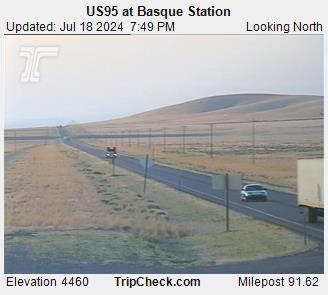 US95 at Basque Station
Updated: Jul 18 2024 7:49 PM Looking North
Elevation 4460 TripCheck.com Milepost 91.62